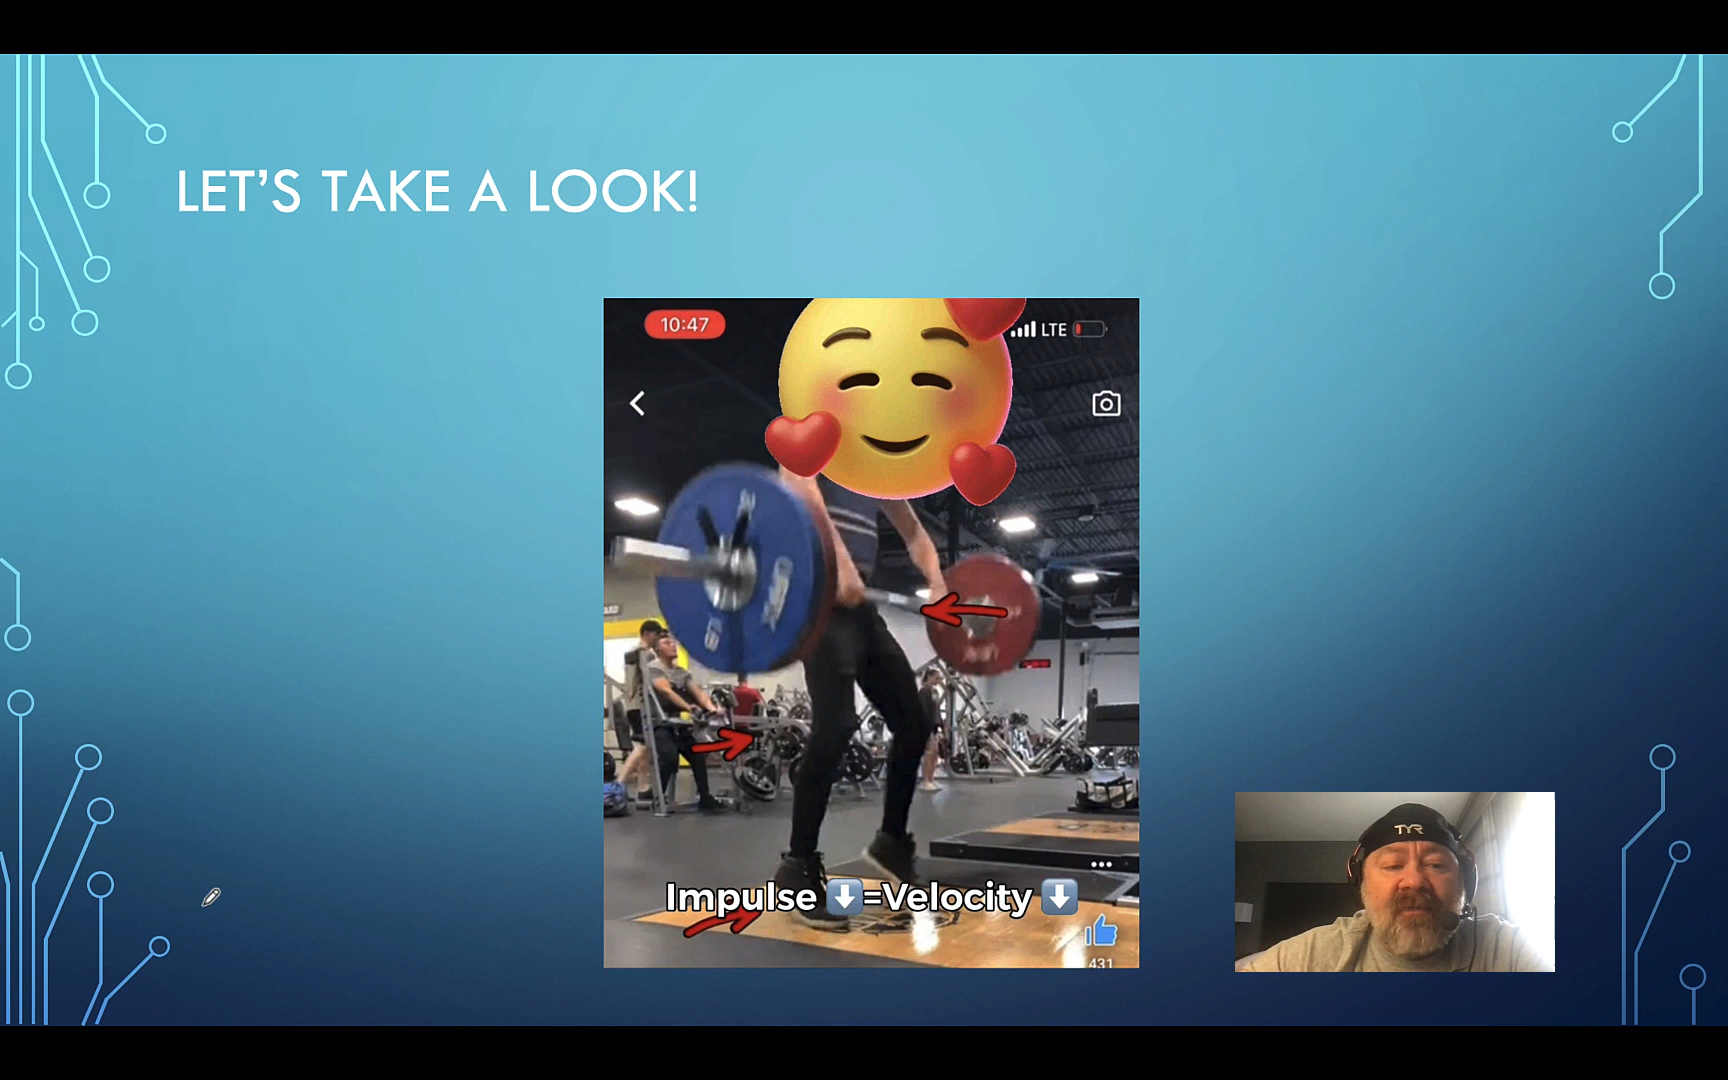 LET'S TAKE A LOOK!
10:47
LTE
Impulse ⬇️=Velocity ⬇️
431
TYR